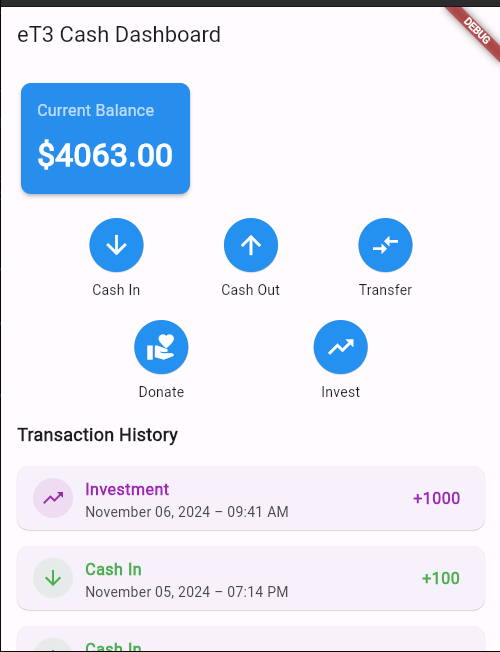 eT3 Cash Dashboard
DEBUG
Current Balance
$4063.00
Cash In
Cash Out
Transfer
Donate
Invest
Transaction History
Investment
+1000
November 06, 2024 – 09:41 AM
Cash In
+100
November 05, 2024 – 07:14 PM
Cash In